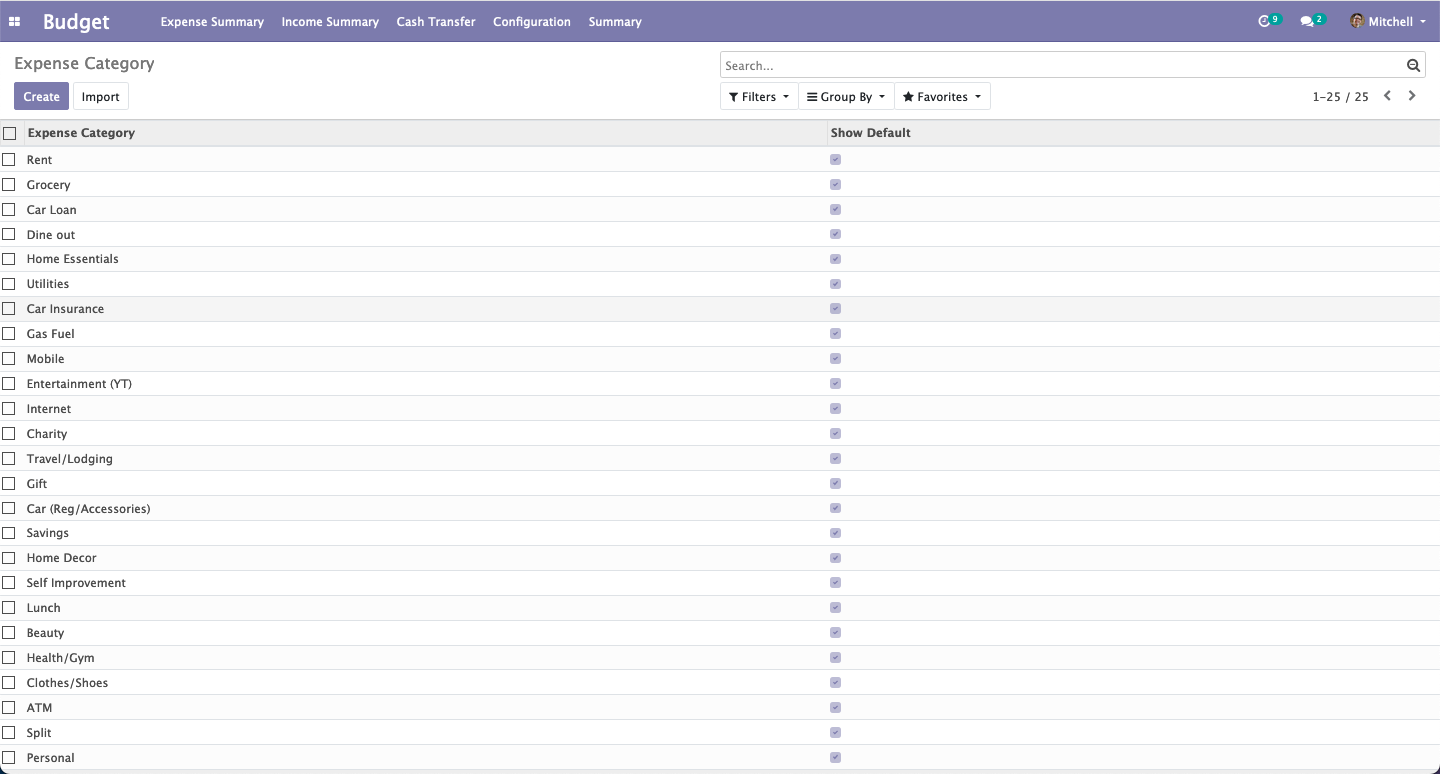 Budget Expense Summary Income Summary Cash Transfer Configuration Summary 9 2 Mitchell
Expense Category
Search...
Create Import Filters Group By Favorites 1-25 / 25
Expense Category Show Default
Rent
Grocery
Car Loan
Dine out
Home Essentials
Utilities
Car Insurance
Gas Fuel
Mobile
Entertainment (YT)
Internet
Charity
Travel/Lodging
Gift
Car (Reg/Accessories)
Savings
Home Decor
Self Improvement
Lunch
Beauty
Health/Gym
Clothes/Shoes
ATM
Split
Personal